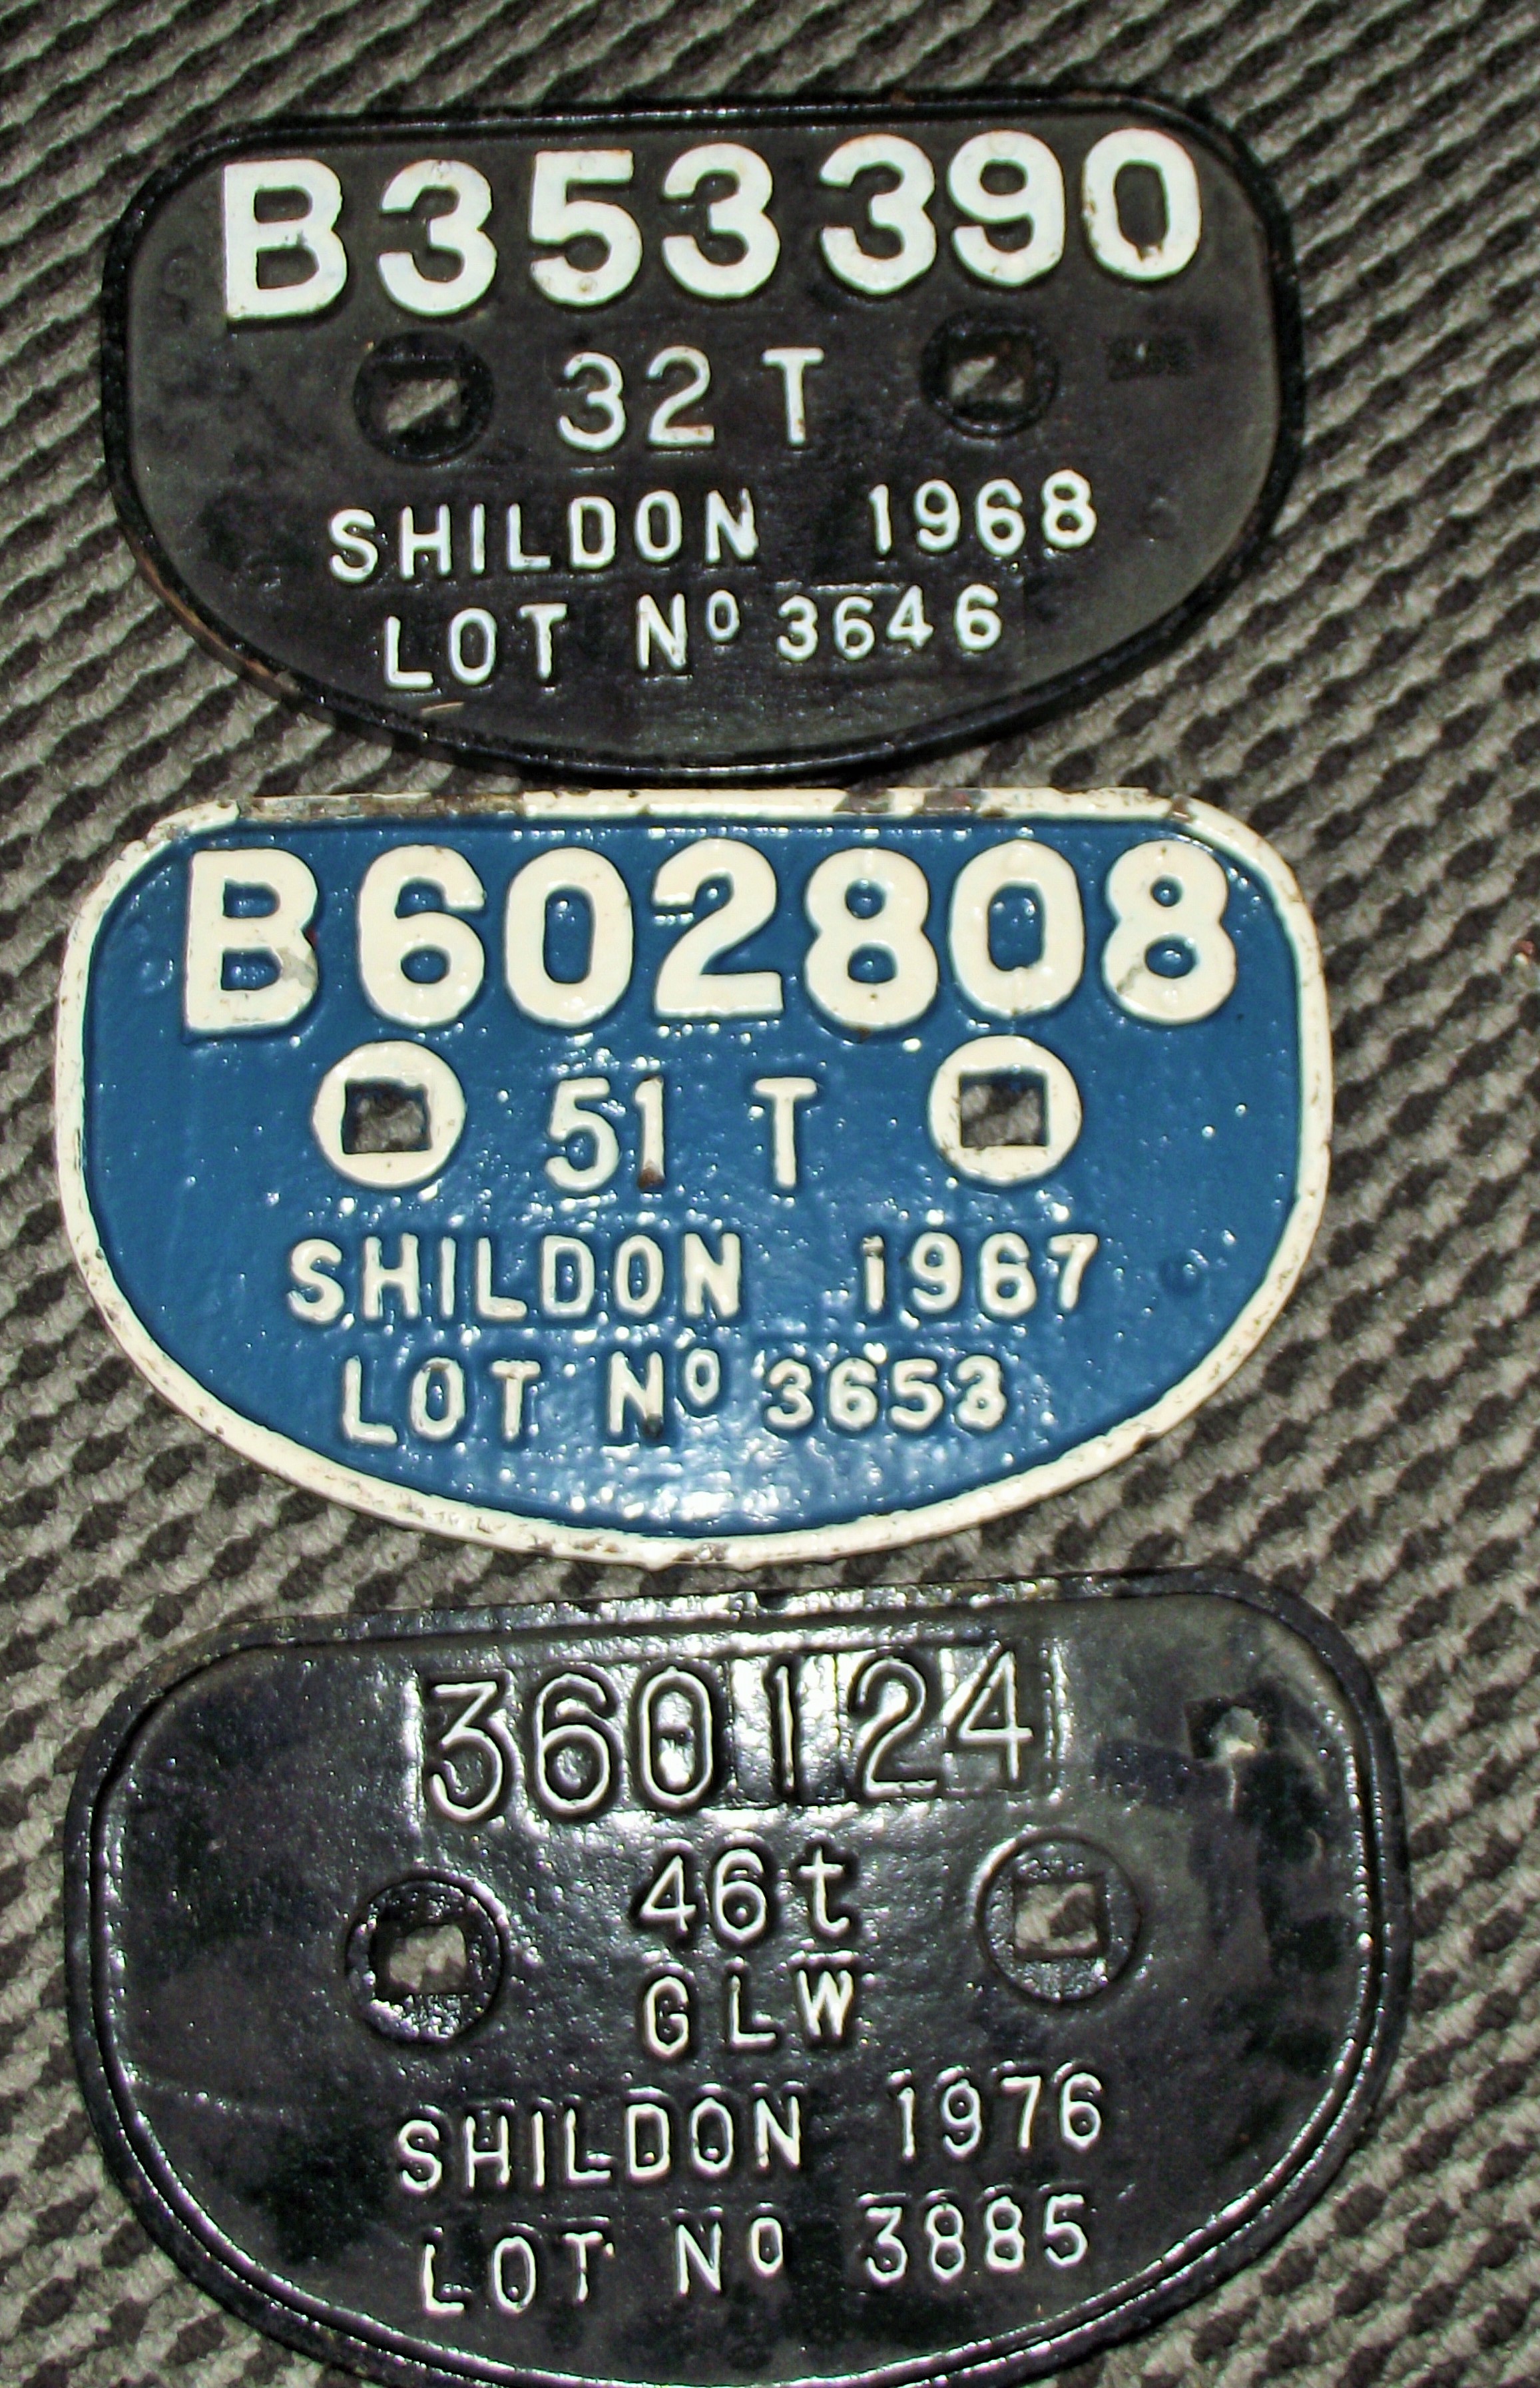 B353390
32 T
SHILDON 1968
LOT Nº 3646
B602808
51 T
SHILDON 1967
LOT Nº 3653
360124
46 t
GLW
SHILDON 1976
LOT NO 3885